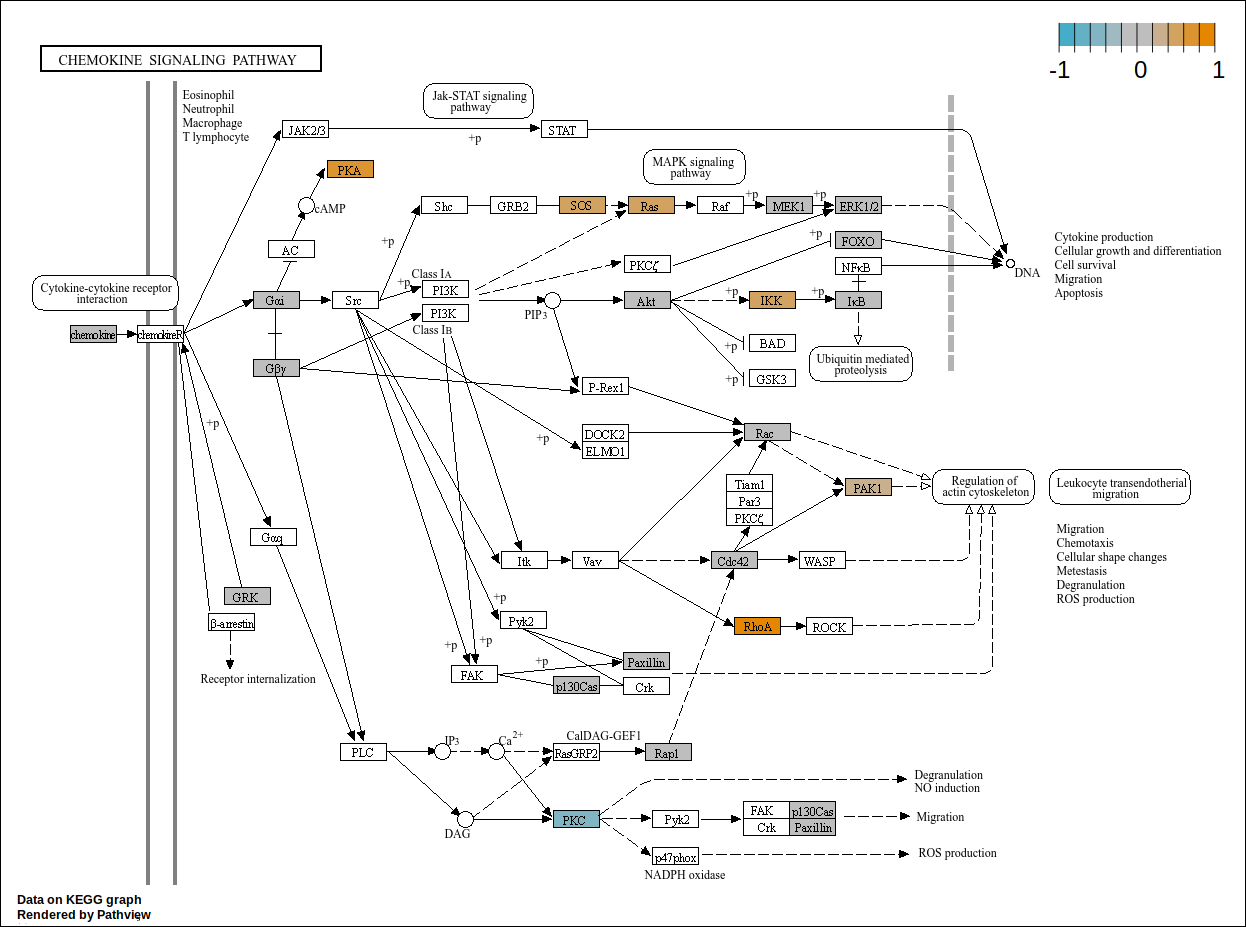 CHEMOKINE SIGNALING PATHWAY
-1 0 1
Eosinophil
Neutrophil
Macrophage
T lymphocyte
Jak-STAT signaling
pathway
JAK2/3
+p
STAT
PKA
cAMP
AC
MAPK signaling
pathway
Shc
GRB2
SOS
Ras
Raf
+p
MEK1
+p
ERK1/2
+p
+p
FOXO
NFκB
DNA
Cytokine production
Cellular growth and differentiation
Cell survival
Migration
Apoptosis
Cytokine-cytokine receptor
interaction
chemokine
chemokineR
Gαi
Src
+p
Class IA
PI3K
PI3K
Class IB
PKCζ
PIP3
Akt
+p
IKK
+p
IκB
Gβγ
+p
BAD
+p
GSK3
Ubiquitin mediated
proteolysis
P-Rex1
+p
+p
DOCK2
ELMO1
Rac
Tiam1
Par3
PKCζ
PAK1
Regulation of
actin cytoskeleton
Leukocyte transendotherial
migration
Migration
Chemotaxis
Cellular shape changes
Metestasis
Degranulation
ROS production
Gαq
Itk
Vav
Cdc42
WASP
GRK
β-arrestin
Receptor internalization
+p
Pyk2
RhoA
ROCK
+p
+p
FAK
+p
Paxillin
p130Cas
Crk
PLC
IP3
Ca2+
CalDAG-GEF1
RasGRP2
Rap1
DAG
PKC
Degranulation
NO induction
Pyk2
FAK
p130Cas
Crk
Paxillin
Migration
p47phox
NADPH oxidase
ROS production
Data on KEGG graph
Rendered by Pathview